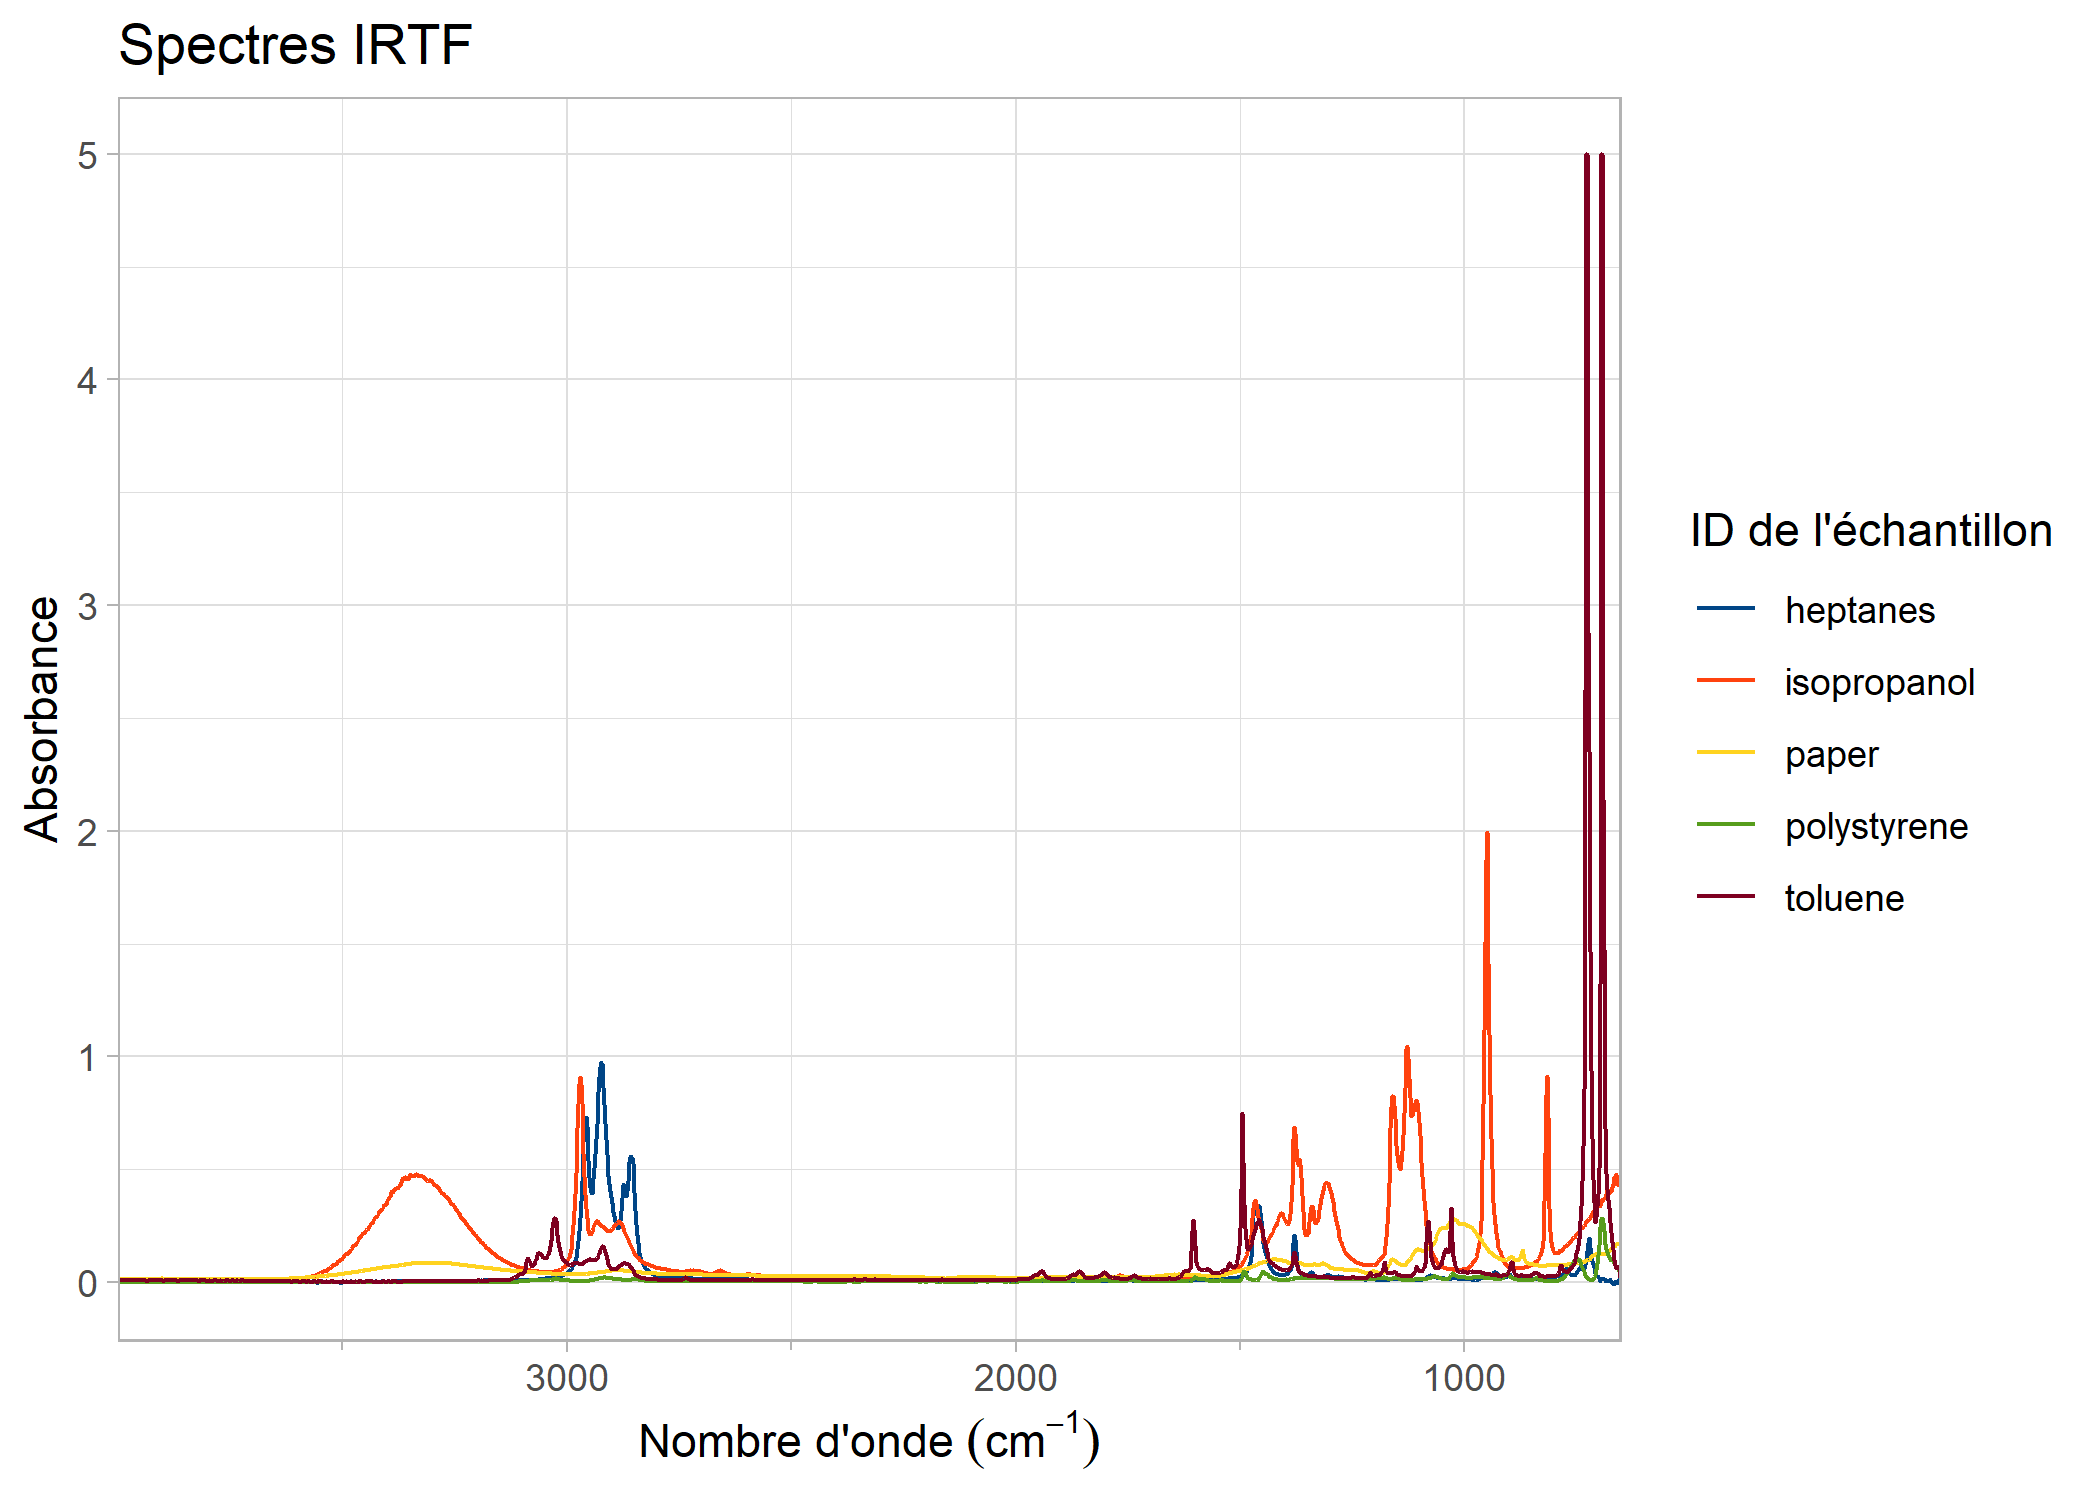 Spectres IRTF
5
4
3
2
1
0
Absorbance
3000
2000
1000
Nombre d'onde (cm⁻¹)
ID de l'échantillon
heptanes
isopropanol
paper
polystyrene
toluene